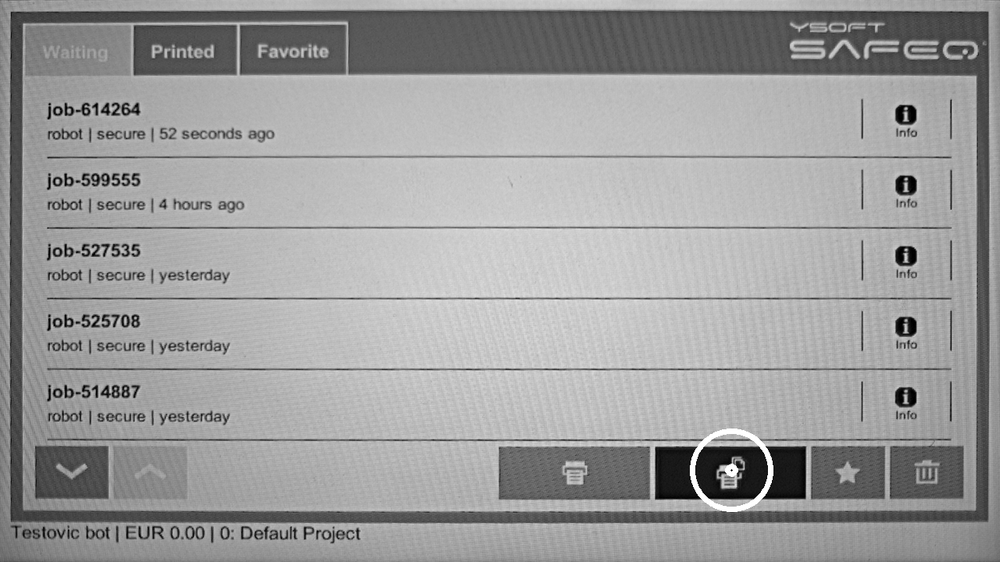 Waiting
Printed
Favorite
YSOFT
SAFEQ
job-614264
robot | secure | 52 seconds ago
Info
job-599555
robot | secure | 4 hours ago
Info
job-527535
robot | secure | yesterday
Info
job-525708
robot | secure | yesterday
Info
job-514887
robot | secure | yesterday
Info
Testovic bot | EUR 0.00 | 0: Default Project